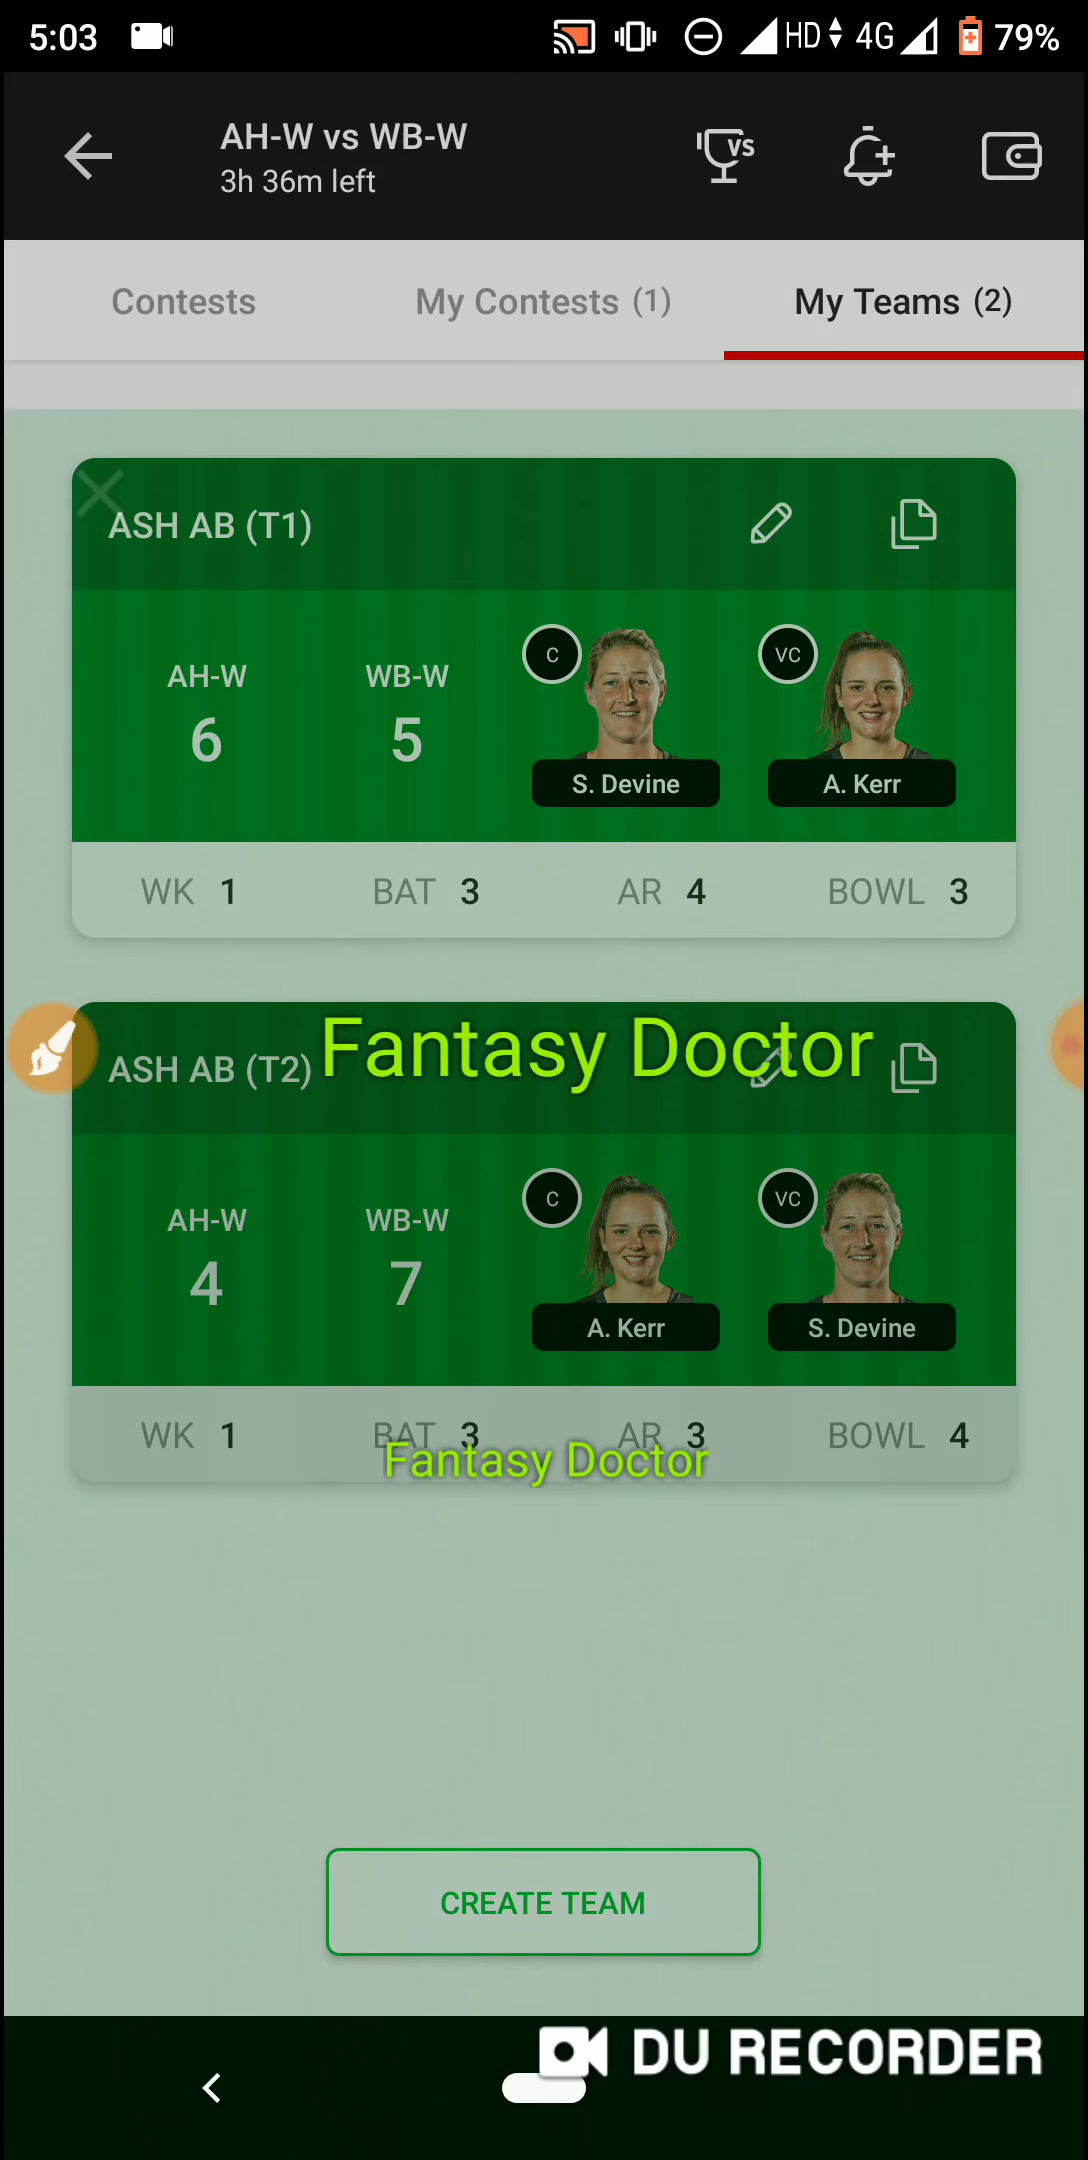 5:03 HD 4G 79%
AH-W vs WB-W
3h 36m left
VS
Contests My Contests (1) My Teams (2)
ASH AB (T1)
AH-W WB-W C VC
6 5
S. Devine A. Kerr
WK 1 BAT 3 AR 4 BOWL 3
Fantasy Doctor
ASH AB (T2)
AH-W WB-W C VC
4 7
A. Kerr S. Devine
WK 1 BAT 3 AR 3 BOWL 4
Fantasy Doctor
CREATE TEAM
DU RECORDER